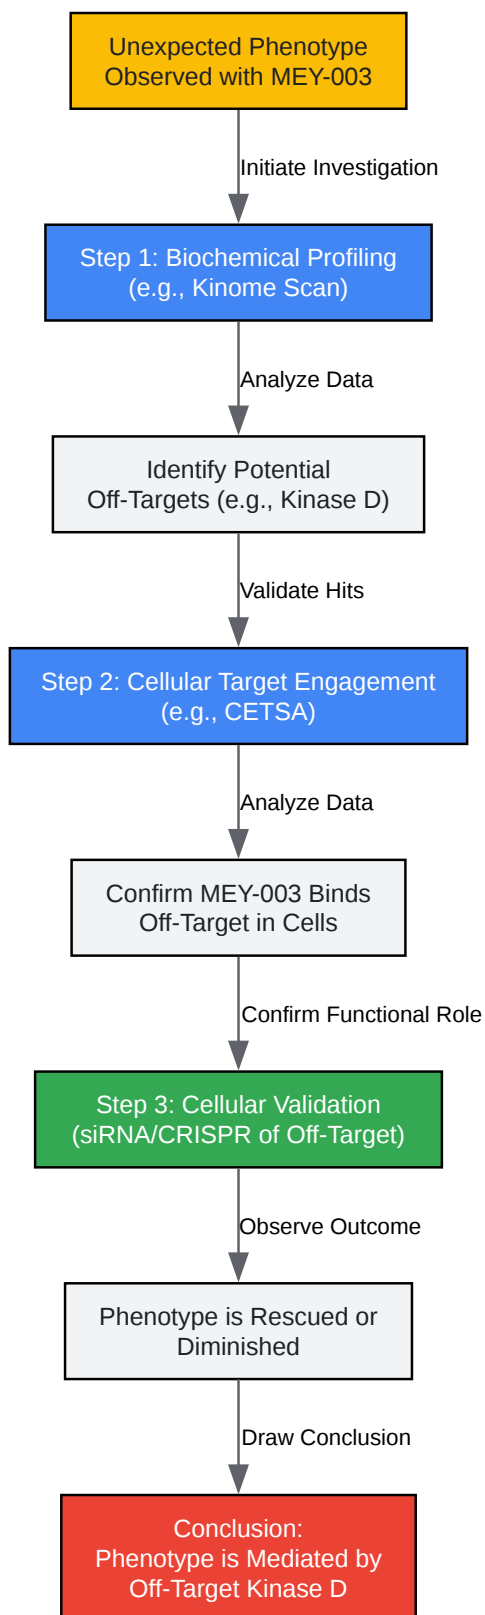 Unexpected Phenotype
Observed with MEY-003
Initiate Investigation
Step 1: Biochemical Profiling
(e.g., Kinome Scan)
Analyze Data
Identify Potential
Off-Targets (e.g., Kinase D)
Validate Hits
Step 2: Cellular Target Engagement
(e.g., CETSA)
Analyze Data
Confirm MEY-003 Binds
Off-Target in Cells
Confirm Functional Role
Step 3: Cellular Validation
(siRNA/CRISPR of Off-Target)
Observe Outcome
Phenotype is Rescued or
Diminished
Draw Conclusion
Conclusion:
Phenotype is Mediated by
Off-Target Kinase D